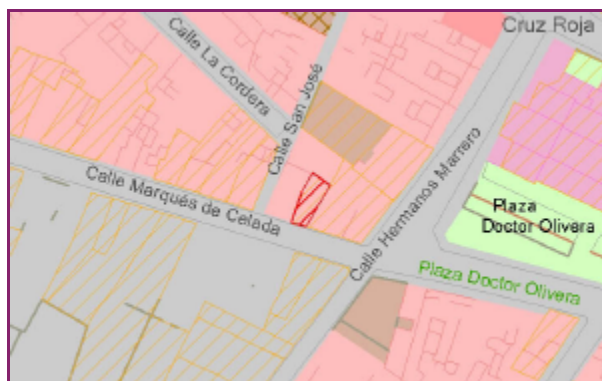 Cruz Roja
Calle La Cordera
Calle San José
Calle Marqués de Celada
Calle Hermanos Marrero
Plaza
Doctor Olivera
Plaza Doctor Olivera